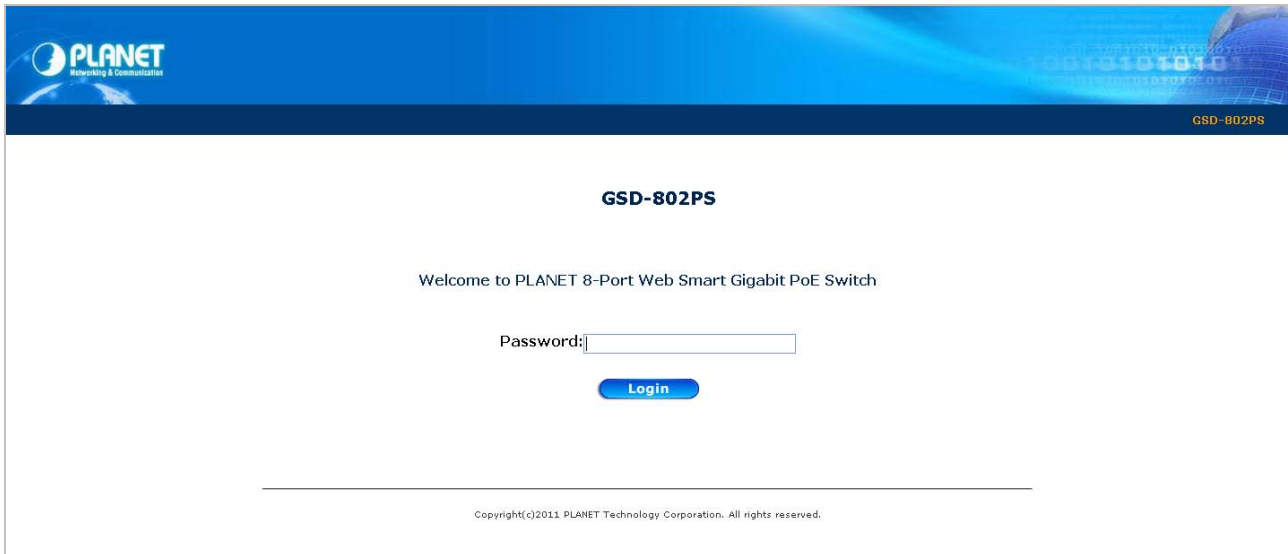 PLANET
Networking & Communication
GSD-802PS
GSD-802PS
Welcome to PLANET 8-Port Web Smart Gigabit PoE Switch
Password:
Login
Copyright(c)2011 PLANET Technology Corporation. All rights reserved.